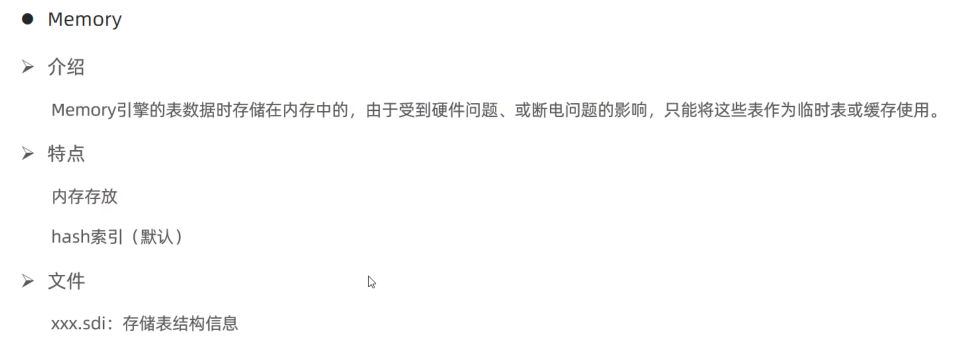 ● Memory
➢ 介绍
Memory引擎的表数据时存储在内存中的，由于受到硬件问题、或断电问题的影响，只能将这些表作为临时表或缓存使用。
➢ 特点
内存存放
hash索引（默认）
➢ 文件
xxx.sdi：存储表结构信息